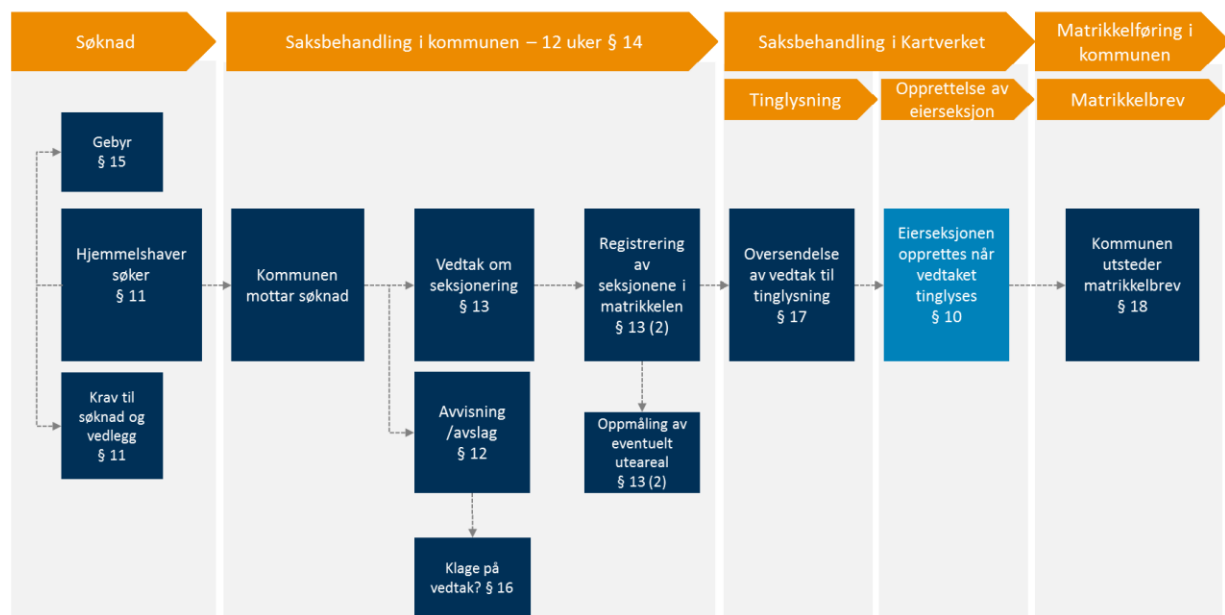 Søknad
Saksbehandling i kommunen – 12 uker § 14
Saksbehandling i Kartverket
Matrikkelføring i
kommunen
Tinglysning
Opprettelse av
eierseksjon
Matrikkelbrev
Gebyr
§ 15
Hjemmelshaver
søker
§ 11
Krav til
søknad og
vedlegg
§ 11
Kommunen
mottar søknad
Vedtak om
seksjonering
§ 13
Avvisning
/avslag
§ 12
Klage på
vedtak? § 16
Registrering
av
seksjonene i
matrikkelen
§ 13 (2)
Oppmåling av
eventuelt
uteareal
§ 13 (2)
Oversendelse
av vedtak til
tinglysning
§ 17
Eierseksjonen
opprettes når
vedtaket
tinglyses
§ 10
Kommunen
utsteder
matrikkelbrev
§ 18